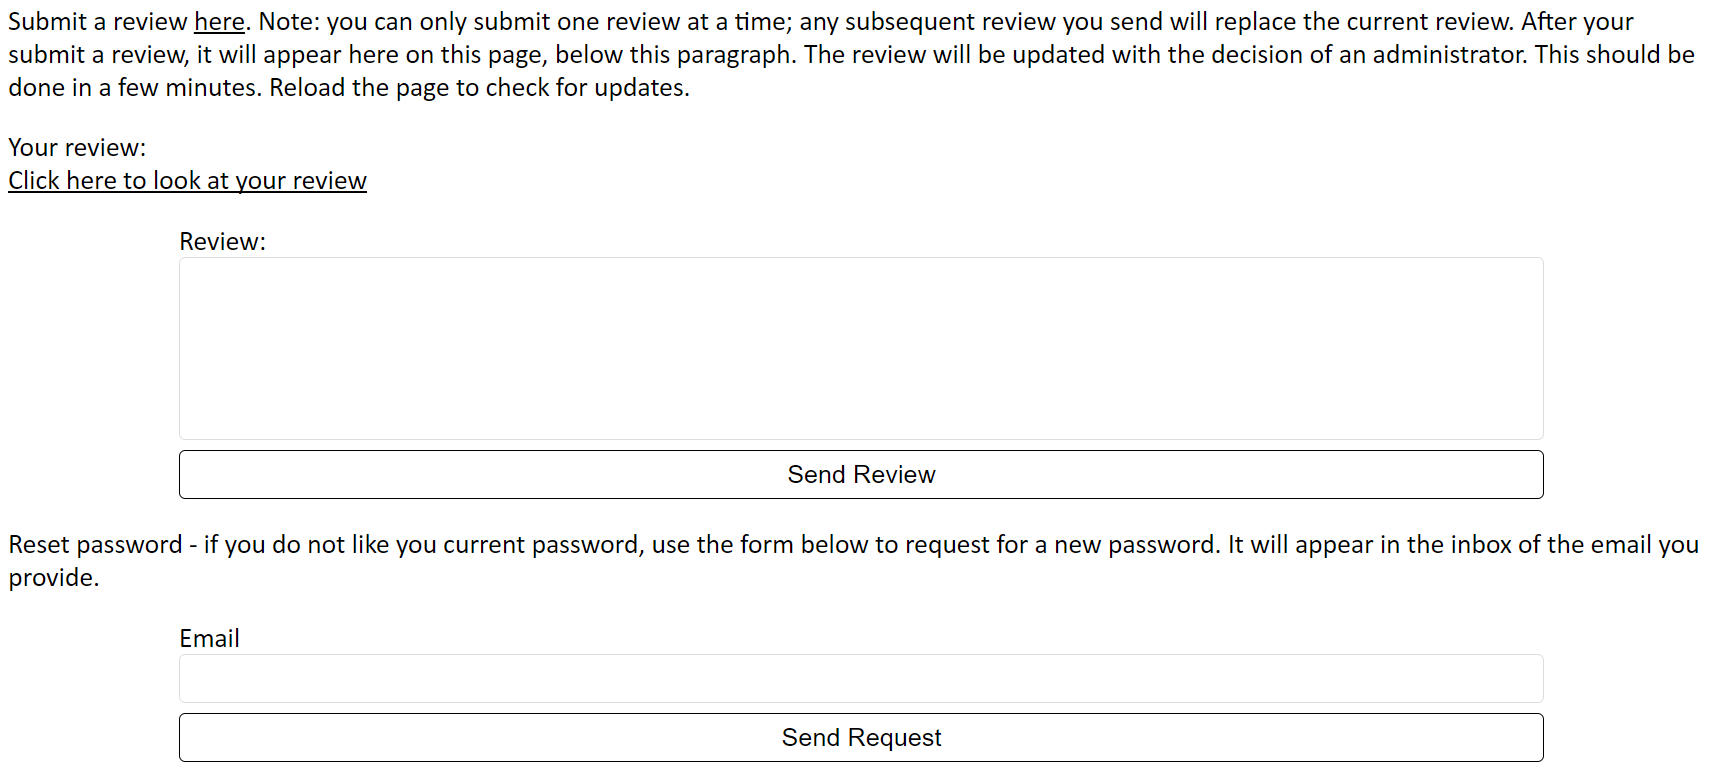 Submit a review here. Note: you can only submit one review at a time; any subsequent review you send will replace the current review. After your
submit a review, it will appear here on this page, below this paragraph. The review will be updated with the decision of an administrator. This should be
done in a few minutes. Reload the page to check for updates.
Your review:
Click here to look at your review
Review:
Send Review
Reset password - if you do not like you current password, use the form below to request for a new password. It will appear in the inbox of the email you
provide.
Email
Send Request